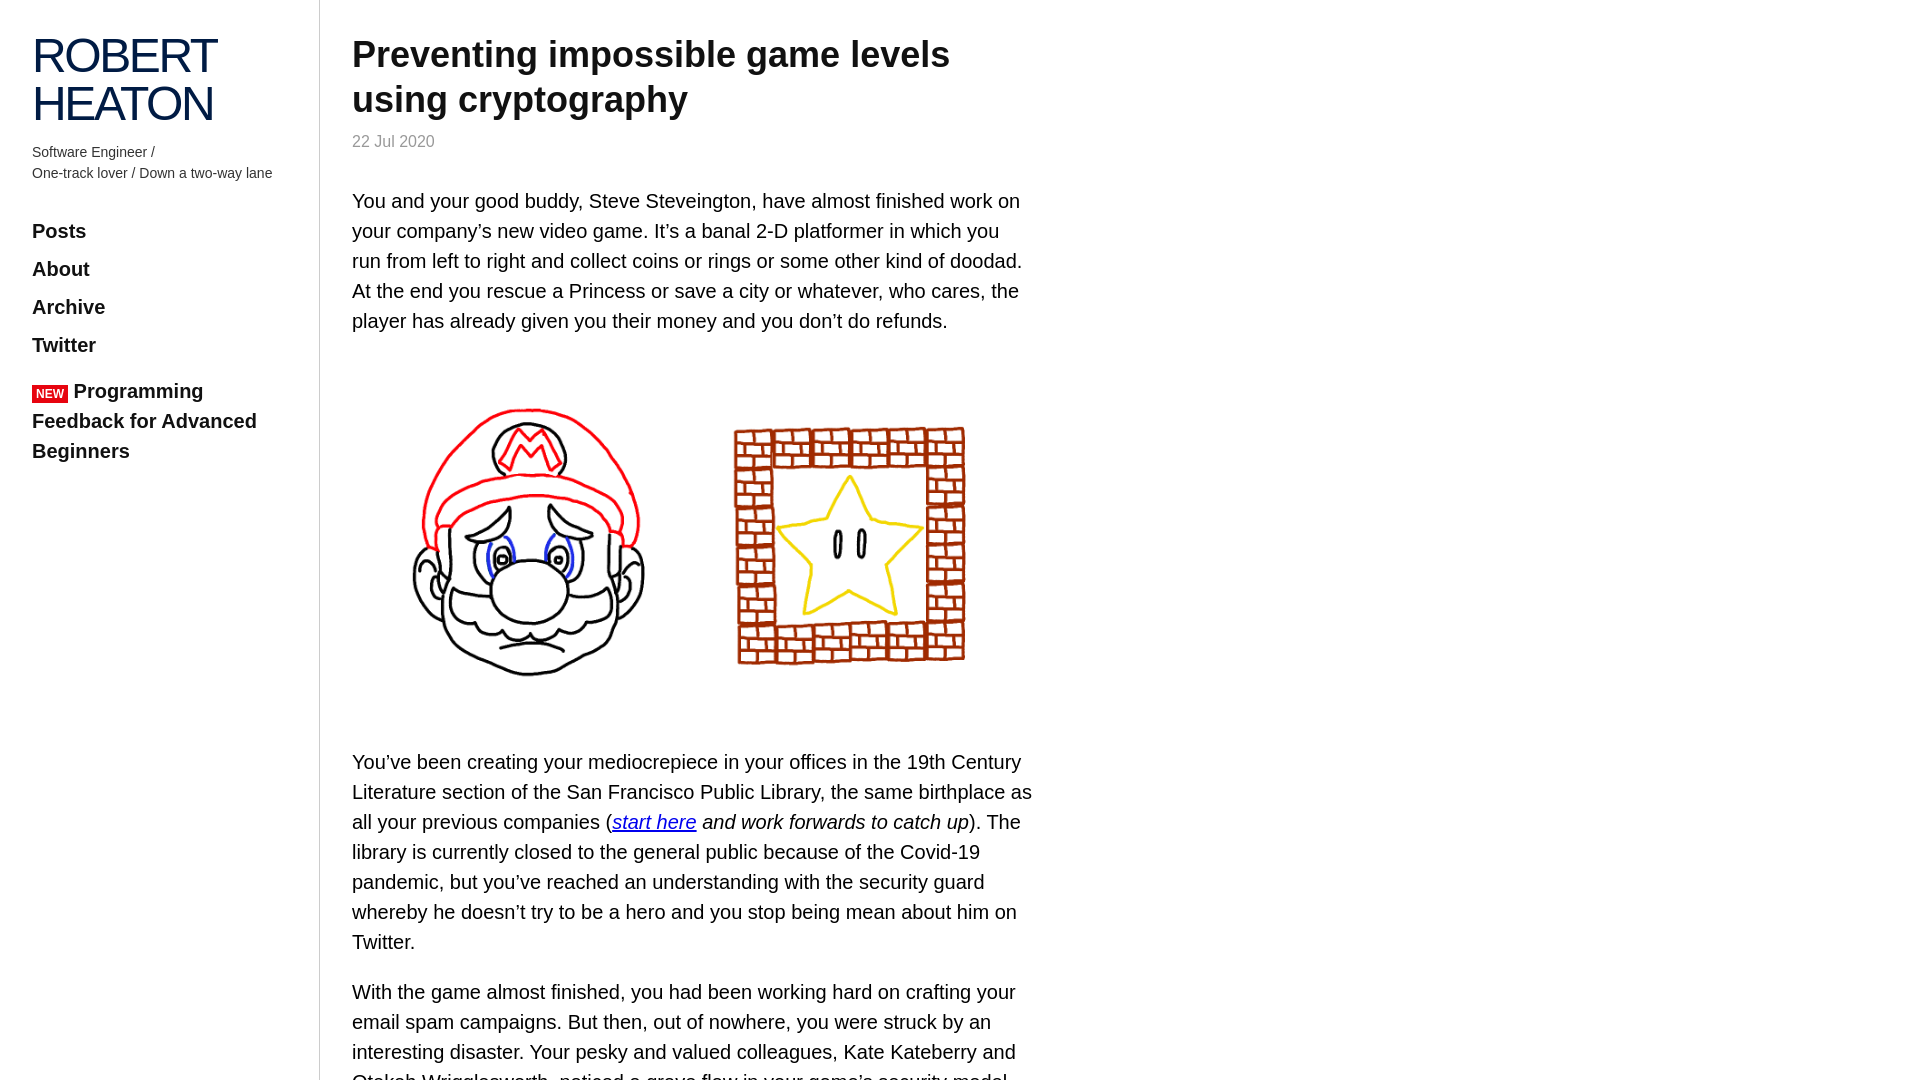 ROBERT
HEATON
Software Engineer /
One-track lover / Down a two-way lane
Posts
About
Archive
Twitter
NEW Programming
Feedback for Advanced
Beginners
Preventing impossible game levels
using cryptography
22 Jul 2020
You and your good buddy, Steve Steveington, have almost finished work on
your company’s new video game. It’s a banal 2-D platformer in which you
run from left to right and collect coins or rings or some other kind of doodad.
At the end you rescue a Princess or save a city or whatever, who cares, the
player has already given you their money and you don’t do refunds.
M
You’ve been creating your mediocrepiece in your offices in the 19th Century
Literature section of the San Francisco Public Library, the same birthplace as
all your previous companies (start here and work forwards to catch up). The
library is currently closed to the general public because of the Covid-19
pandemic, but you’ve reached an understanding with the security guard
whereby he doesn’t try to be a hero and you stop being mean about him on
Twitter.
With the game almost finished, you had been working hard on crafting your
email spam campaigns. But then, out of nowhere, you were struck by an
interesting disaster. Your pesky and valued colleagues, Kate Kateberry and
Otekah Wrigglesworth, noticed a grave flaw in your game’s security model.